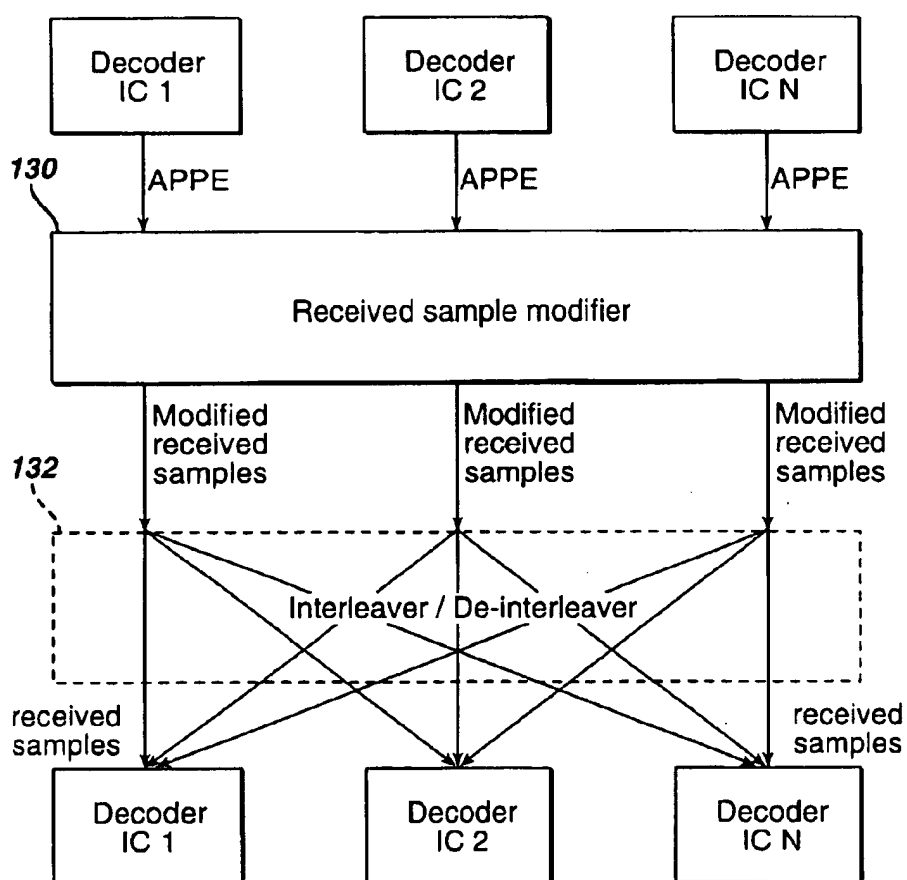 Decoder
IC 1
Decoder
IC 2
Decoder
IC N
130
APPE
APPE
APPE
Received sample modifier
Modified
received
samples
Modified
received
samples
Modified
received
samples
132
Interleaver / De-interleaver
received
samples
received
samples
Decoder
IC 1
Decoder
IC 2
Decoder
IC N